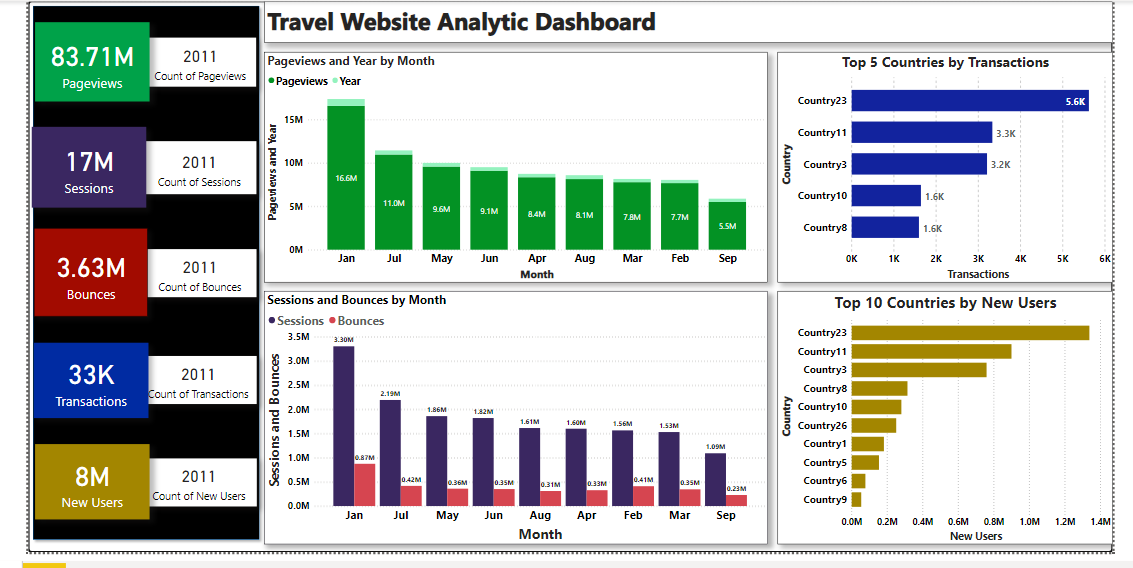 Travel Website Analytic Dashboard
83.71M
Pageviews
2011
Count of Pageviews
17M
Sessions
2011
Count of Sessions
3.63M
Bounces
2011
Count of Bounces
33K
Transactions
2011
Count of Transactions
8M
New Users
2011
Count of New Users
Pageviews and Year by Month
Pageviews Year
Pageviews and Year
15M
10M
5M
0M
16.6M
11.0M
9.6M
9.1M
8.4M
8.1M
7.8M
7.7M
5.5M
Jan Jul May Jun Apr Aug Mar Feb Sep
Month
Top 5 Countries by Transactions
Country
Country23 5.6K
Country11 3.3K
Country3 3.2K
Country10 1.6K
Country8 1.6K
0K 1K 2K 3K 4K 5K 6K
Transactions
Sessions and Bounces by Month
Sessions Bounces
Sessions and Bounces
3.5M
3.0M
2.5M
2.0M
1.5M
1.0M
0.5M
0.0M
3.30M 0.87M
2.19M 0.42M
1.86M 0.36M
1.82M 0.35M
1.61M 0.31M
1.60M 0.33M
1.56M 0.41M
1.53M 0.35M
1.09M 0.23M
Jan Jul May Jun Aug Apr Feb Mar Sep
Month
Top 10 Countries by New Users
Country
Country23
Country11
Country3
Country8
Country10
Country26
Country1
Country5
Country6
Country9
0.0M 0.2M 0.4M 0.6M 0.8M 1.0M 1.2M 1.4M
New Users